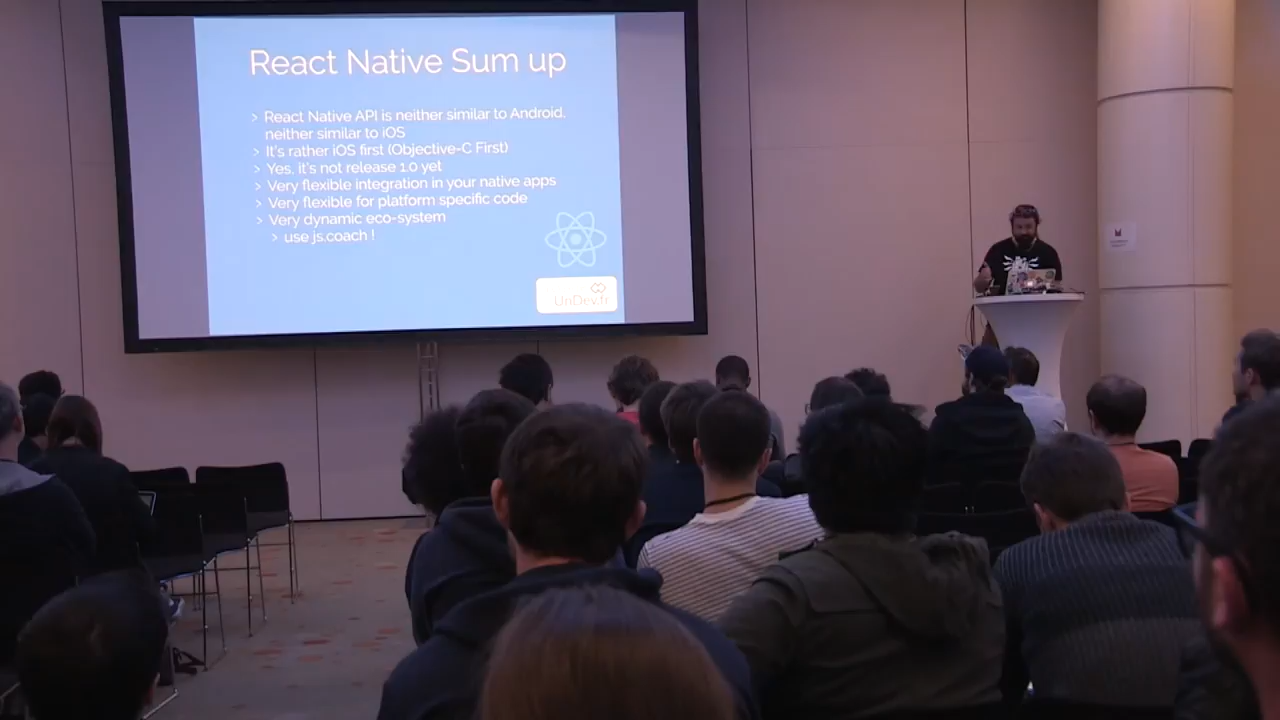 React Native Sum up
> React Native API is neither similar to Android,
neither similar to iOS
> It's rather iOS first (Objective-C First)
> Yes, it's not release 1.0 yet
> Very flexible integration in your native apps
> Very flexible for platform specific code
> Very dynamic eco-system
> use js.coach !
UnDev.fr